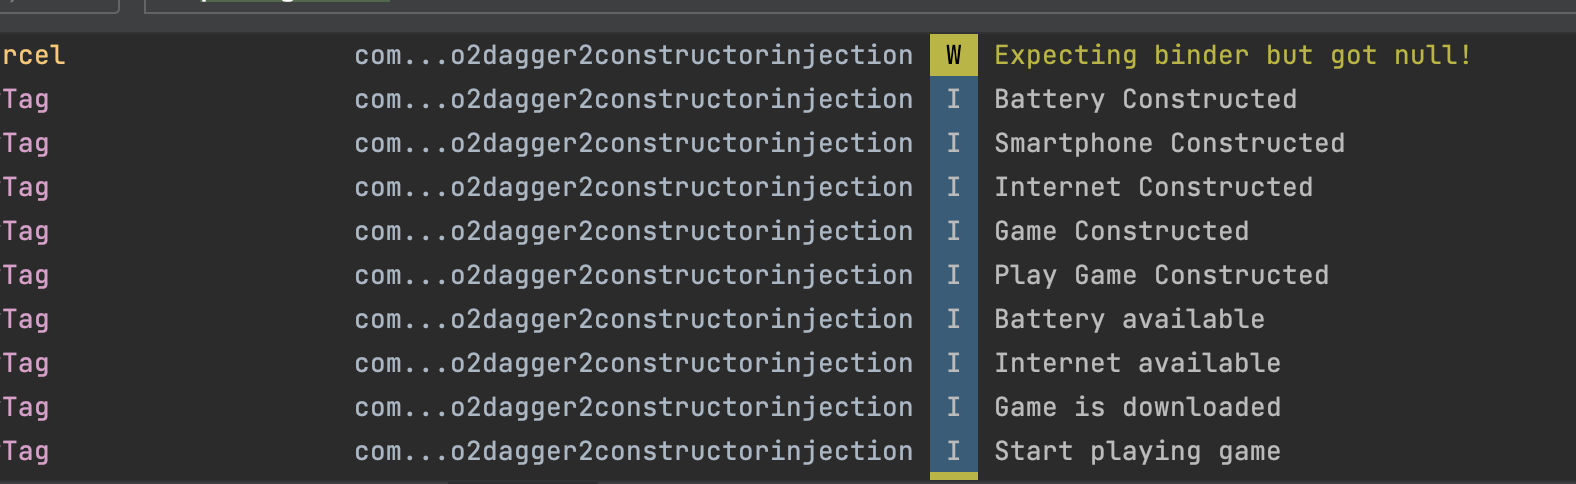 rcel com...o2dagger2constructorinjection W Expecting binder but got null!
Tag com...o2dagger2constructorinjection I Battery Constructed
Tag com...o2dagger2constructorinjection I Smartphone Constructed
Tag com...o2dagger2constructorinjection I Internet Constructed
Tag com...o2dagger2constructorinjection I Game Constructed
Tag com...o2dagger2constructorinjection I Play Game Constructed
Tag com...o2dagger2constructorinjection I Battery available
Tag com...o2dagger2constructorinjection I Internet available
Tag com...o2dagger2constructorinjection I Game is downloaded
Tag com...o2dagger2constructorinjection I Start playing game